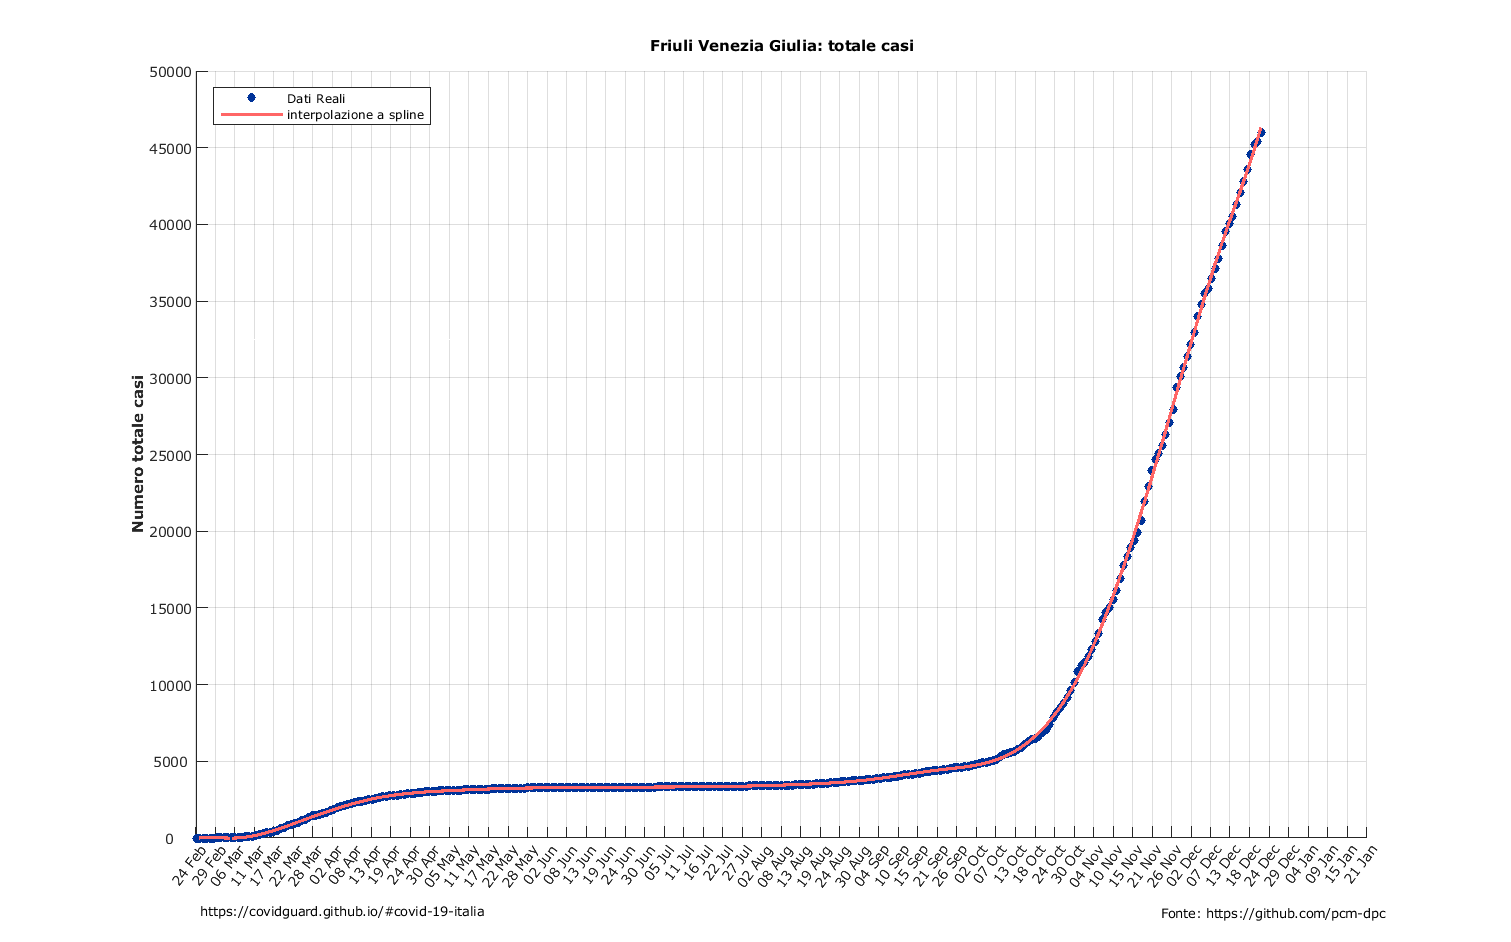 Friuli Venezia Giulia: totale casi
Dati Reali
interpolazione a spline
Numero totale casi
50000
45000
40000
35000
30000
25000
20000
15000
10000
5000
0
24 Feb
29 Feb
06 Mar
11 Mar
17 Mar
22 Mar
28 Mar
02 Apr
08 Apr
13 Apr
19 Apr
24 Apr
30 Apr
05 May
11 May
17 May
22 May
28 May
02 Jun
08 Jun
13 Jun
19 Jun
24 Jun
30 Jun
05 Jul
11 Jul
16 Jul
22 Jul
27 Jul
02 Aug
08 Aug
13 Aug
19 Aug
24 Aug
30 Aug
04 Sep
10 Sep
15 Sep
21 Sep
26 Sep
02 Oct
07 Oct
13 Oct
18 Oct
24 Oct
30 Oct
04 Nov
10 Nov
15 Nov
21 Nov
26 Nov
02 Dec
07 Dec
13 Dec
18 Dec
24 Dec
29 Dec
04 Jan
09 Jan
15 Jan
21 Jan
https://covidguard.github.io/#covid-19-italia
Fonte: https://github.com/pcm-dpc